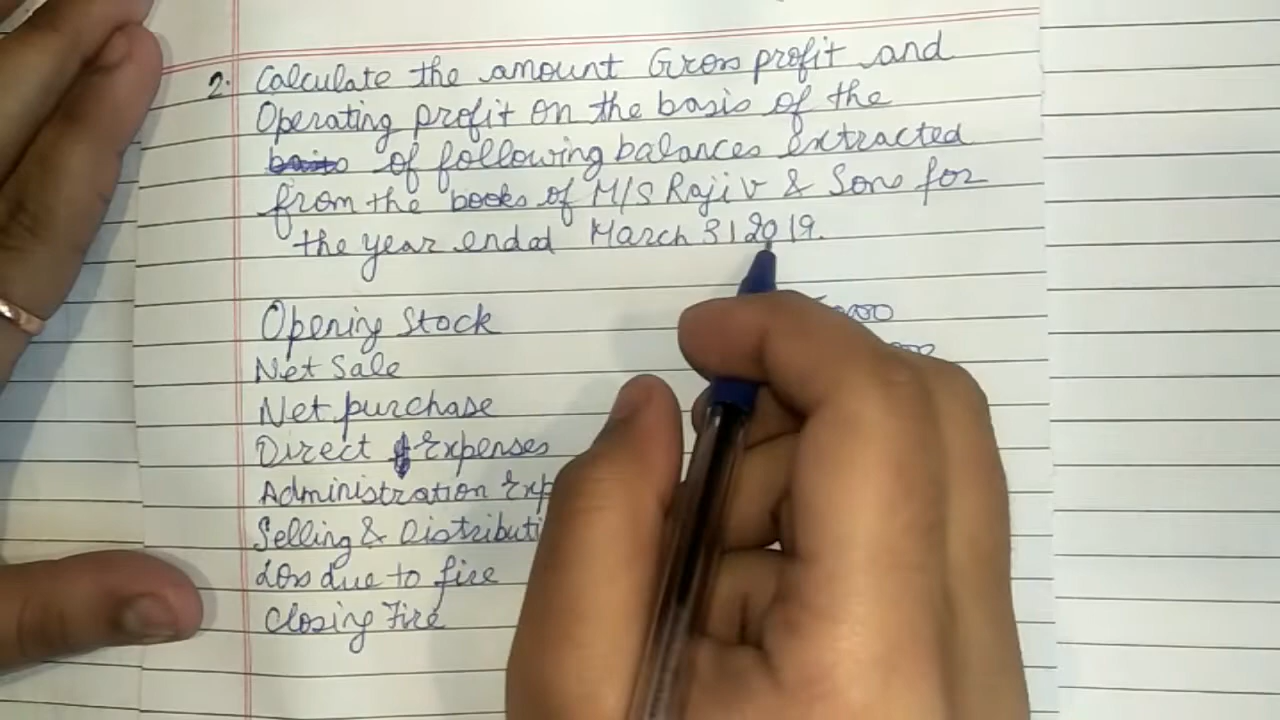 2. Calculate the amount Gross profit and
Operating profit on the basis of the
of following balances Extracted
from the books of M/S Rajiv & Sons for
the year ended March 31 2019.
Opening Stock
Net Sale
Net purchase
Direct Expenses
Administration Exp
Selling & Distributi
Loss due to fire
Closing Fire